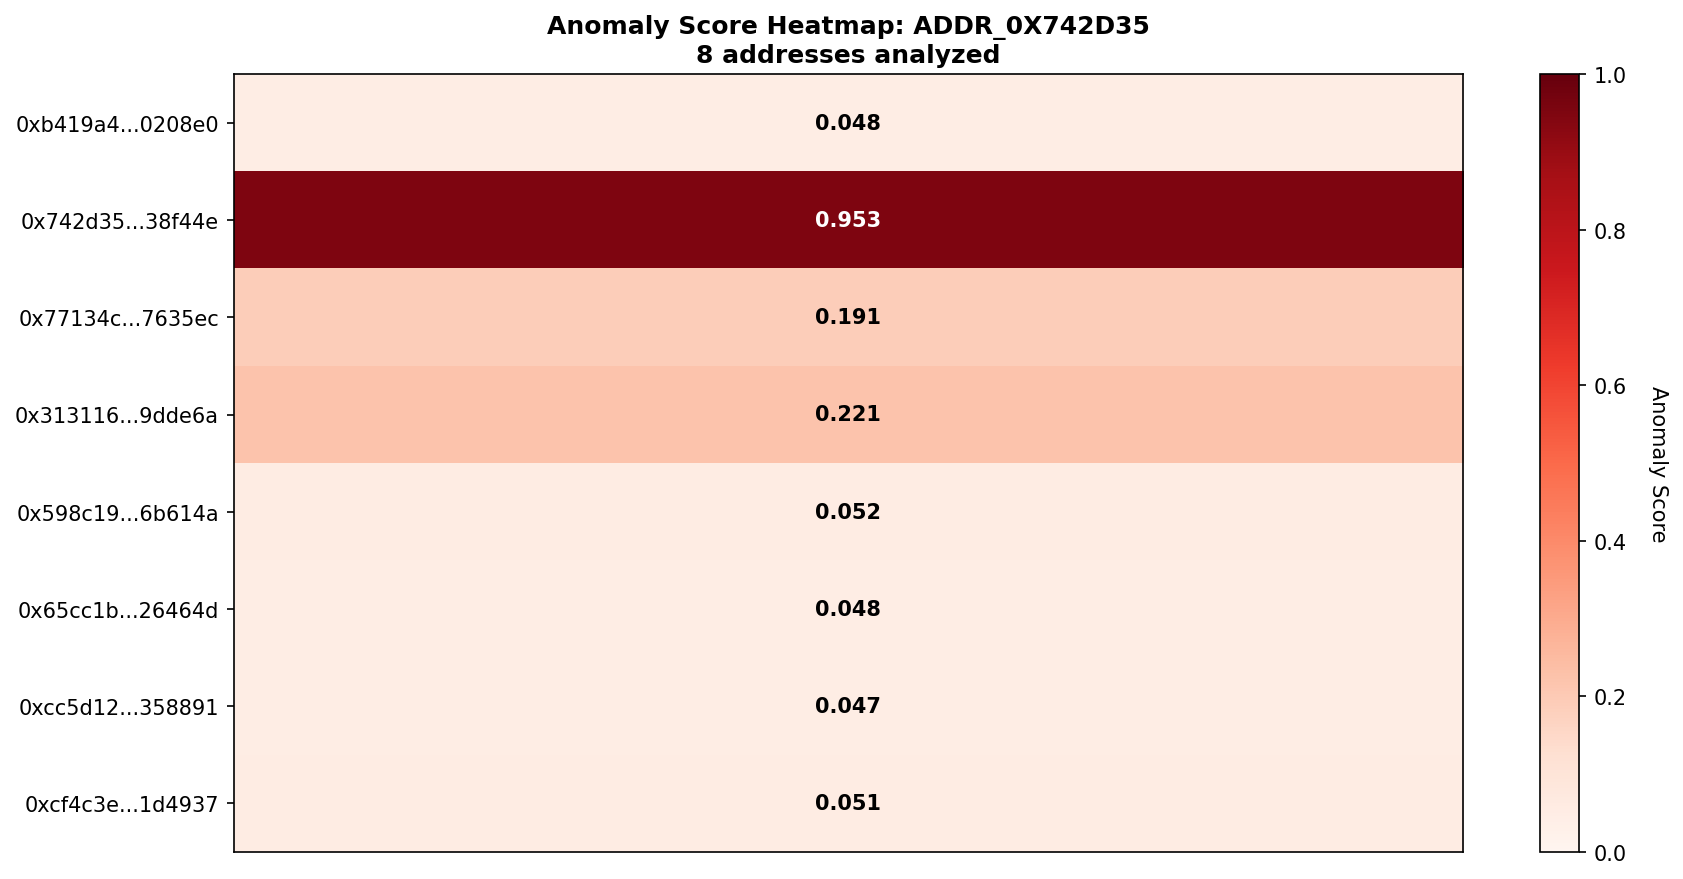 Anomaly Score Heatmap: ADDR_0X742D35
8 addresses analyzed
0xb419a4...0208e0
0.048
0x742d35...38f44e
0.953
0x77134c...7635ec
0.191
0x313116...9dde6a
0.221
0x598c19...6b614a
0.052
0x65cc1b...26464d
0.048
0xcc5d12...358891
0.047
0xcf4c3e...1d4937
0.051
1.0
0.8
0.6
0.4
0.2
0.0
Anomaly Score